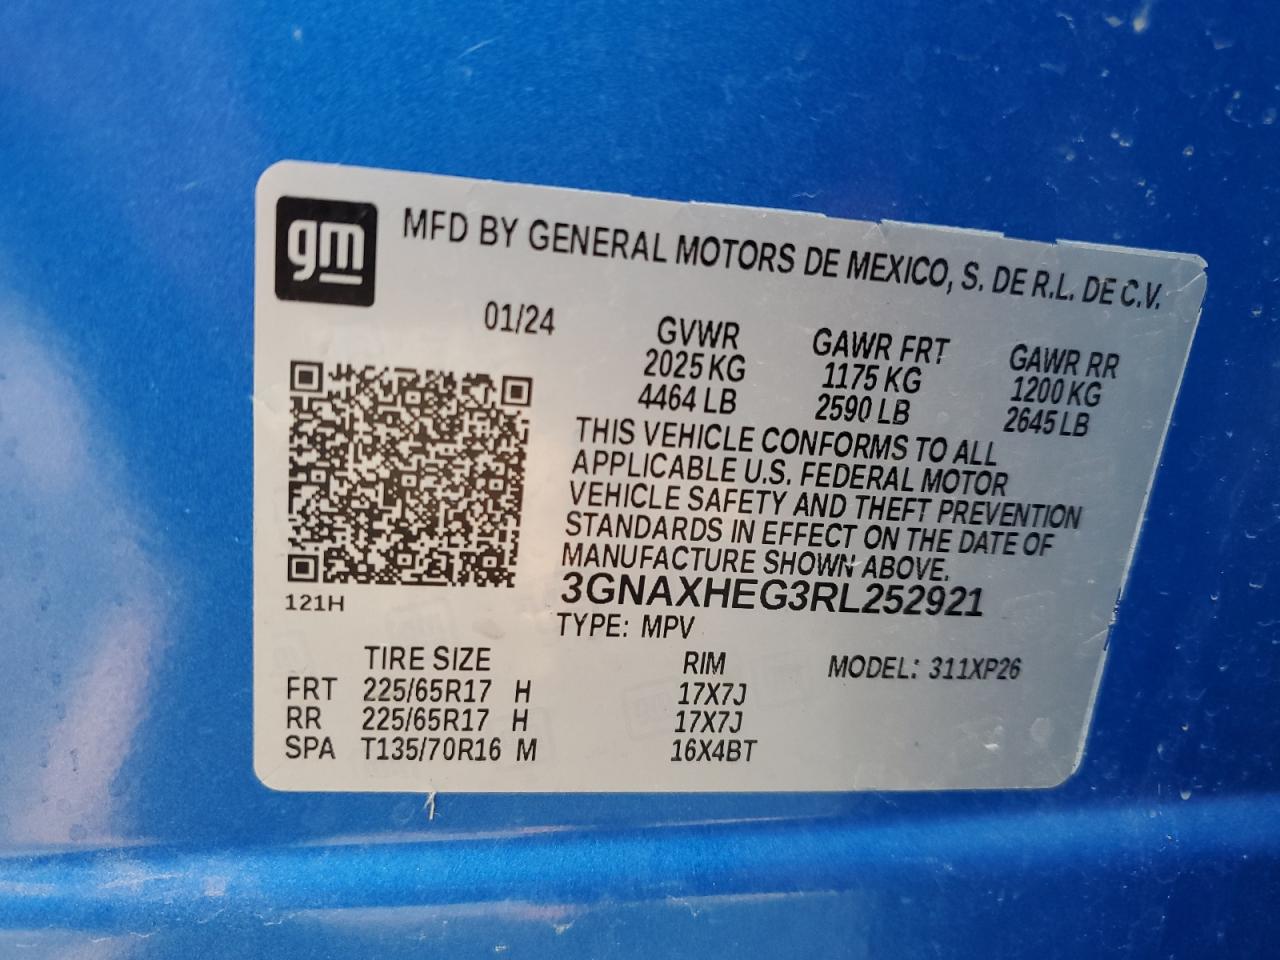 gm
MFD BY GENERAL MOTORS DE MEXICO, S. DE R.L. DE C.V.
01/24
GVWR GAWR FRT GAWR RR
2025 KG 1175 KG 1200 KG
4464 LB 2590 LB 2645 LB
THIS VEHICLE CONFORMS TO ALL
APPLICABLE U.S. FEDERAL MOTOR
VEHICLE SAFETY AND THEFT PREVENTION
STANDARDS IN EFFECT ON THE DATE OF
MANUFACTURE SHOWN ABOVE.
3GNAXHEG3RL252921
121H
TYPE: MPV
TIRE SIZE RIM MODEL: 311XP26
FRT 225/65R17 H 17X7J
RR 225/65R17 H 17X7J
SPA T135/70R16 M 16X4BT